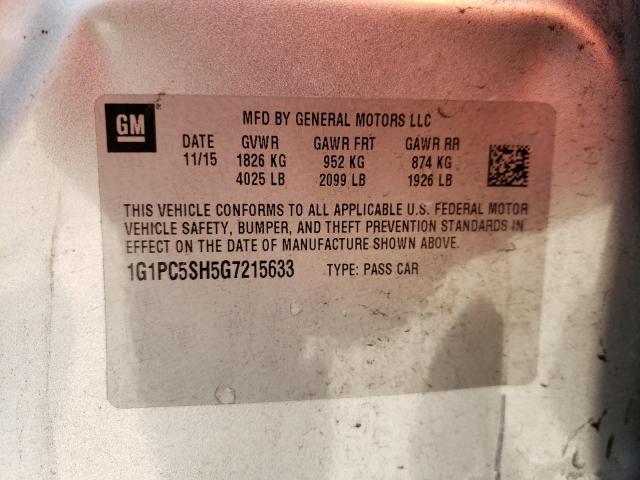 GM
MFD BY GENERAL MOTORS LLC
DATE GVWR GAWR FRT GAWR RR
11/15 1826 KG 952 KG 874 KG
4025 LB 2099 LB 1926 LB
THIS VEHICLE CONFORMS TO ALL APPLICABLE U.S. FEDERAL MOTOR
VEHICLE SAFETY, BUMPER, AND THEFT PREVENTION STANDARDS IN
EFFECT ON THE DATE OF MANUFACTURE SHOWN ABOVE.
1G1PC5SH5G7215633 TYPE: PASS CAR